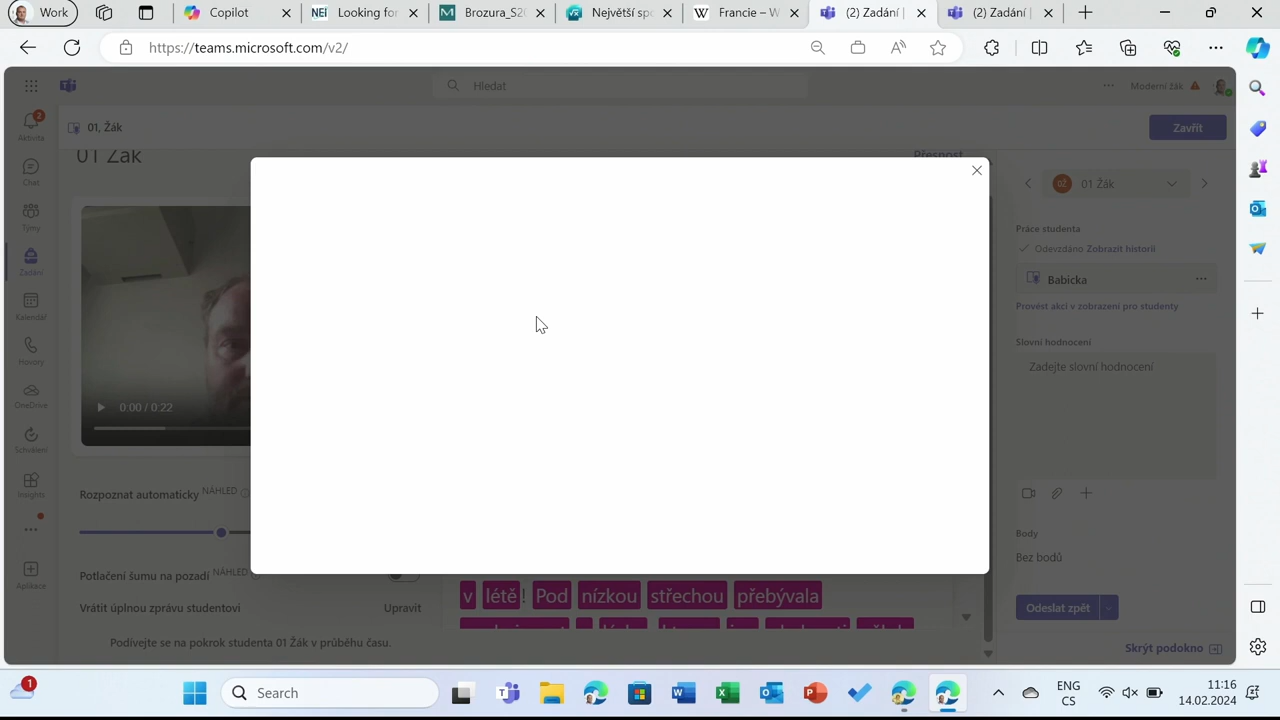 Work
Copilot
Looking for
Brozura_S20
Největší spo
(2) Zadání |
(2) Zadání |
https://teams.microsoft.com/v2/
Hledat
Moderní žák
2
Aktivita
01, Žák
Zavřít
01 Žák
Přesnost
Chat
01 Žák
Týmy
Práce studenta
Odevzdáno Zobrazit historii
Zadání
Babicka
Provést akci v zobrazení pro studenty
Kalendář
Slovní hodnocení
Hovory
Zadejte slovní hodnocení
OneDrive
0:00 / 0:22
Schválení
Rozpoznat automaticky NÁHLED
Insights
Body
Bez bodů
Potlačení šumu na pozadí NÁHLED
Aplikace
v létě! Pod nízkou střechou přebývala
Vrátit úplnou zprávu studentovi
Upravit
Odeslat zpět
Podívejte se na pokrok studenta 01 Žák v průběhu času.
Skrýt podokno
1
Search
ENG
CS
11:16
14.02.2024